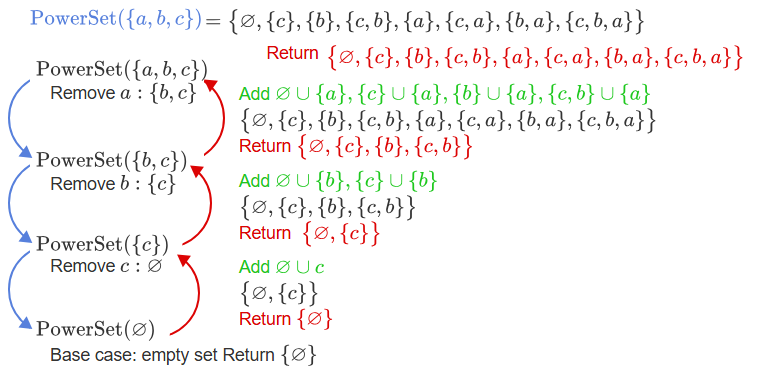 PowerSet({a, b, c}) = {∅, {c}, {b}, {c, b}, {a}, {c, a}, {b, a}, {c, b, a}}
Return {∅, {c}, {b}, {c, b}, {a}, {c, a}, {b, a}, {c, b, a}}
PowerSet({a, b, c})
Remove a : {b, c}
Add ∅ ∪ {a}, {c} ∪ {a}, {b} ∪ {a}, {c, b} ∪ {a}
{∅, {c}, {b}, {c, b}, {a}, {c, a}, {b, a}, {c, b, a}}
Return {∅, {c}, {b}, {c, b}}
PowerSet({b, c})
Remove b : {c}
Add ∅ ∪ {b}, {c} ∪ {b}
{∅, {c}, {b}, {c, b}}
Return {∅, {c}}
PowerSet({c})
Remove c : ∅
Add ∅ ∪ c
{∅, {c}}
Return {∅}
PowerSet(∅)
Base case: empty set Return {∅}